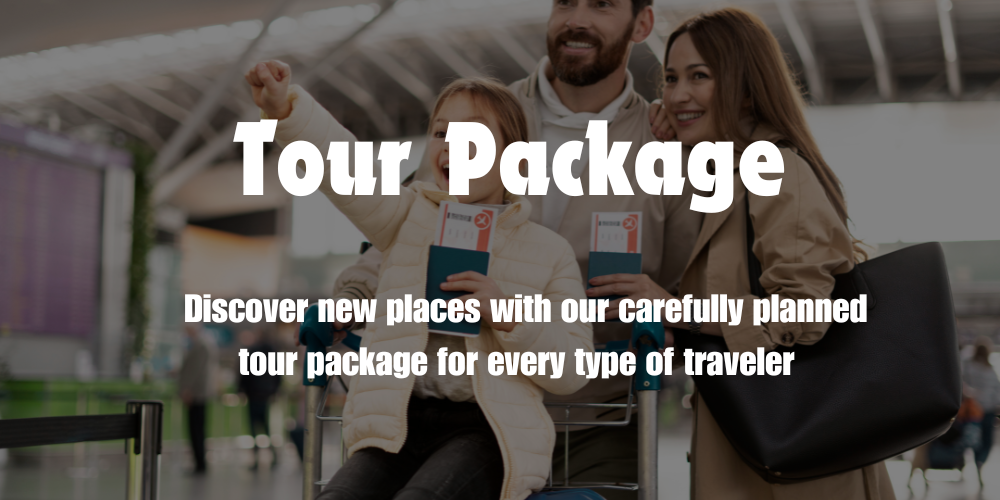 Tour Package
Discover new places with our carefully planned
tour package for every type of traveler